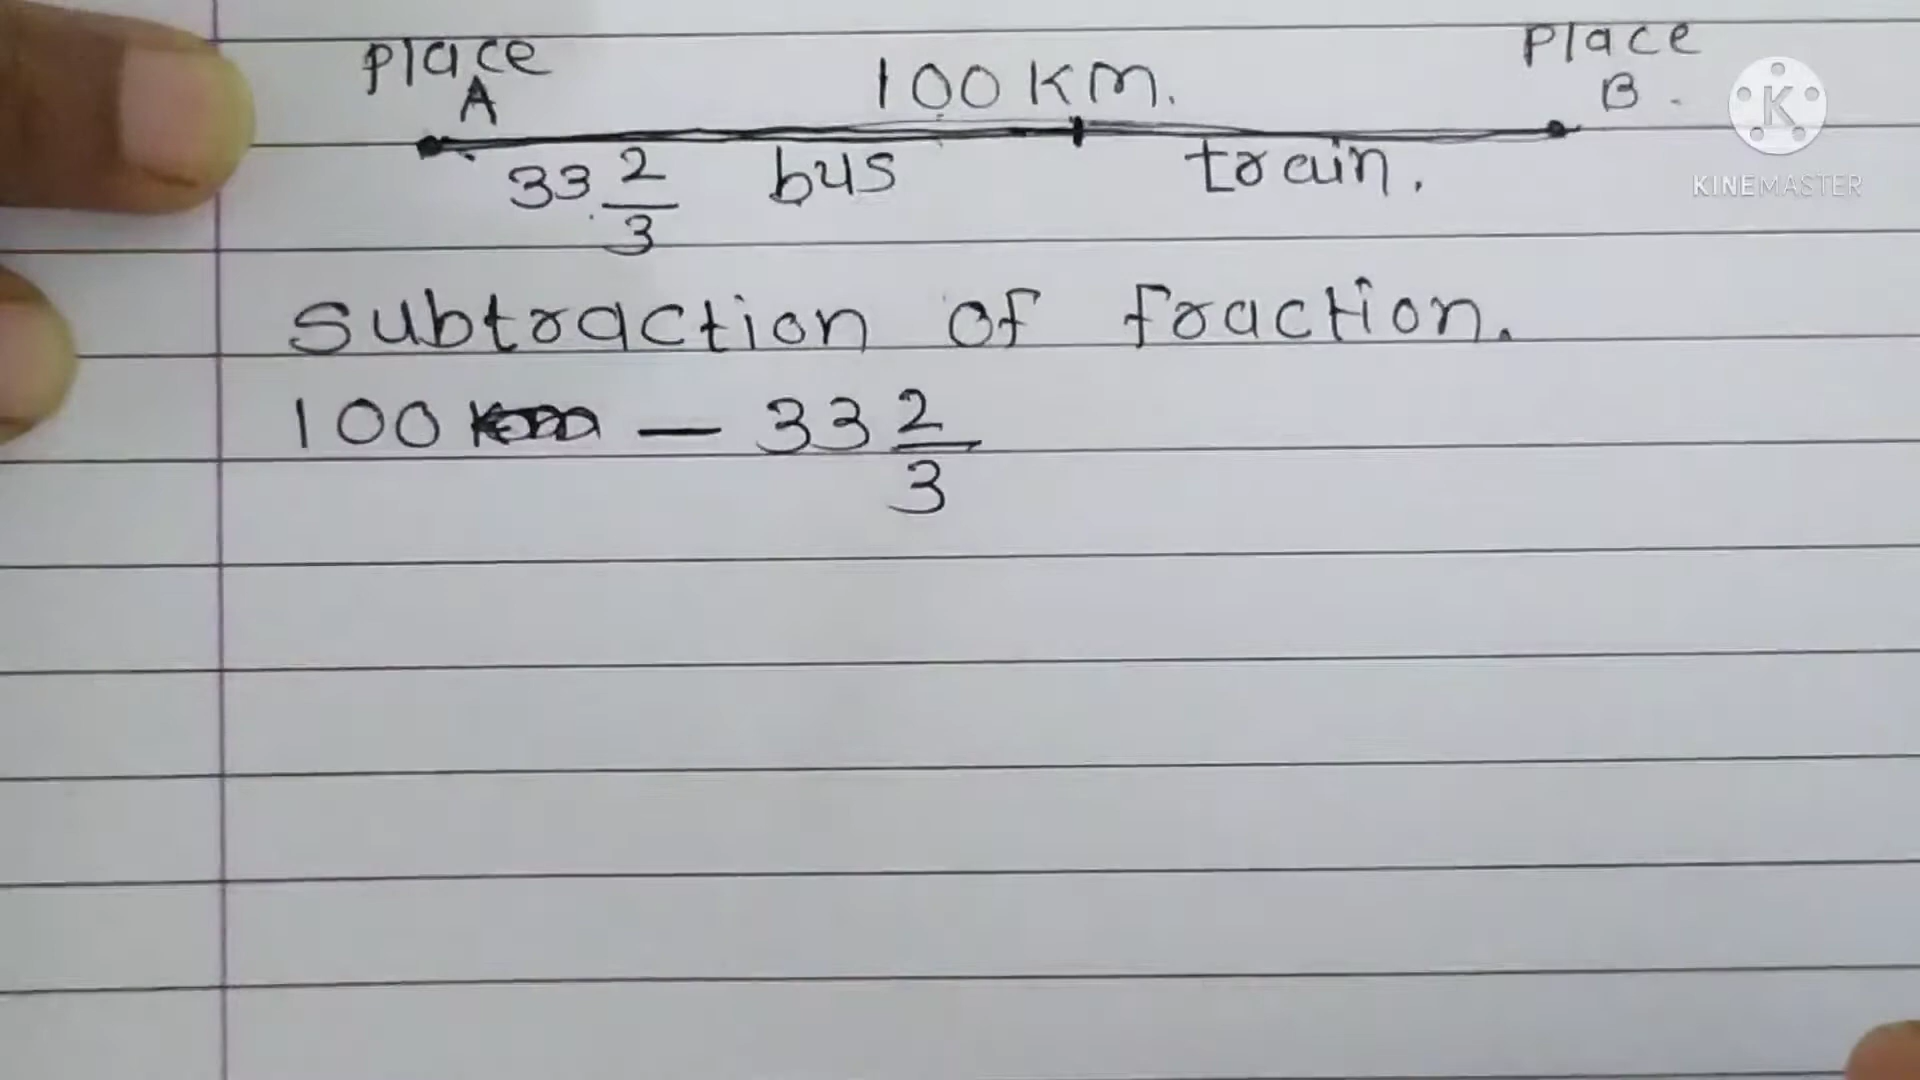 Place A 100 KM. Place B.
33 2/3 bus train.
Subtraction of fraction.
100 - 33 2/3
K
KINEMASTER